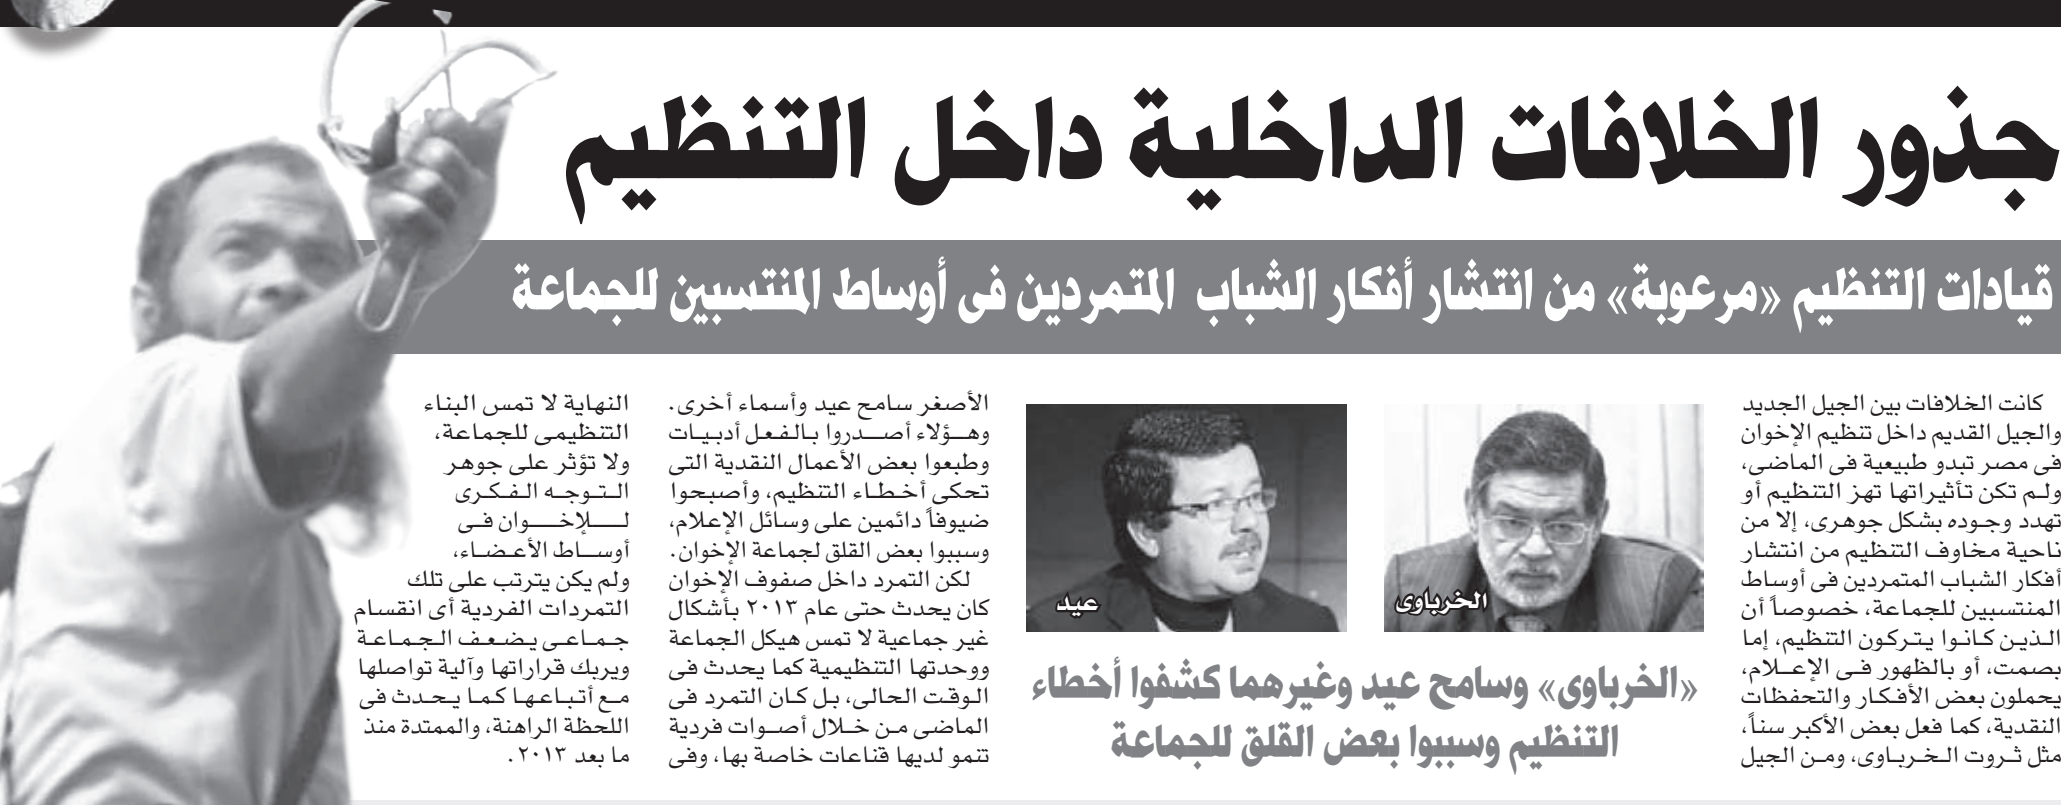 جذور الخلافات الداخلية داخل التنظيم
قيادات التنظيم «مرعوبة» من انتشار أفكار الشباب المتمردين فى أوساط المنتسبين للجماعة
كانت الخلافات بين الجيل الجديد
والجيل القديم داخل تنظيم الإخوان
فى مصر تبدو طبيعية فى الماضى،
ولم تكن تأثيراتها تهز التنظيم أو
تهدد وجوده بشكل جوهرى، إلا من
ناحية مخاوف التنظيم من انتشار
أفكار الشباب المتمردين فى أوساط
المنتسبين للجماعة، خصوصاً أن
الذين كانوا يتركون التنظيم، إما
بصمت، أو بالظهور فى الإعلام،
يحملون بعض الأفكار والتحفظات
النقدية، كما فعل بعض الأكبر سناً،
مثل ثروت الخرباوى، ومن الجيل
الخرباوى
عيد
«الخرباوى» وسامح عيد وغيرهما كشفوا أخطاء
التنظيم وسببوا بعض القلق للجماعة
الأصغر سامح عيد وأسماء أخرى.
وهؤلاء أصدروا بالفعل أدبيات
وطبعوا بعض الأعمال النقدية التى
تحكى أخطاء التنظيم، وأصبحوا
ضيوفاً دائمين على وسائل الإعلام،
وسببوا بعض القلق لجماعة الإخوان.
لكن التمرد داخل صفوف الإخوان
كان يحدث حتى عام ٢٠١٣ بأشكال
غير جماعية لا تمس هيكل الجماعة
ووحدتها التنظيمية كما يحدث فى
الوقت الحالى، بل كان التمرد فى
الماضى من خلال أصوات فردية
تنمو لديها قناعات خاصة بها، وفى
النهاية لا تمس البناء
التنظيمى للجماعة،
ولا تؤثر على جوهر
التوجه الفكرى
للإخوان فى
أوساط الأعضاء،
ولم يكن يترتب على تلك
التمردات الفردية أى انقسام
جماعى يضعف الجماعة
ويربك قراراتها وآلية تواصلها
مع أتباعها كما يحدث فى
اللحظة الراهنة، والممتدة منذ
ما بعد ٢٠١٣.